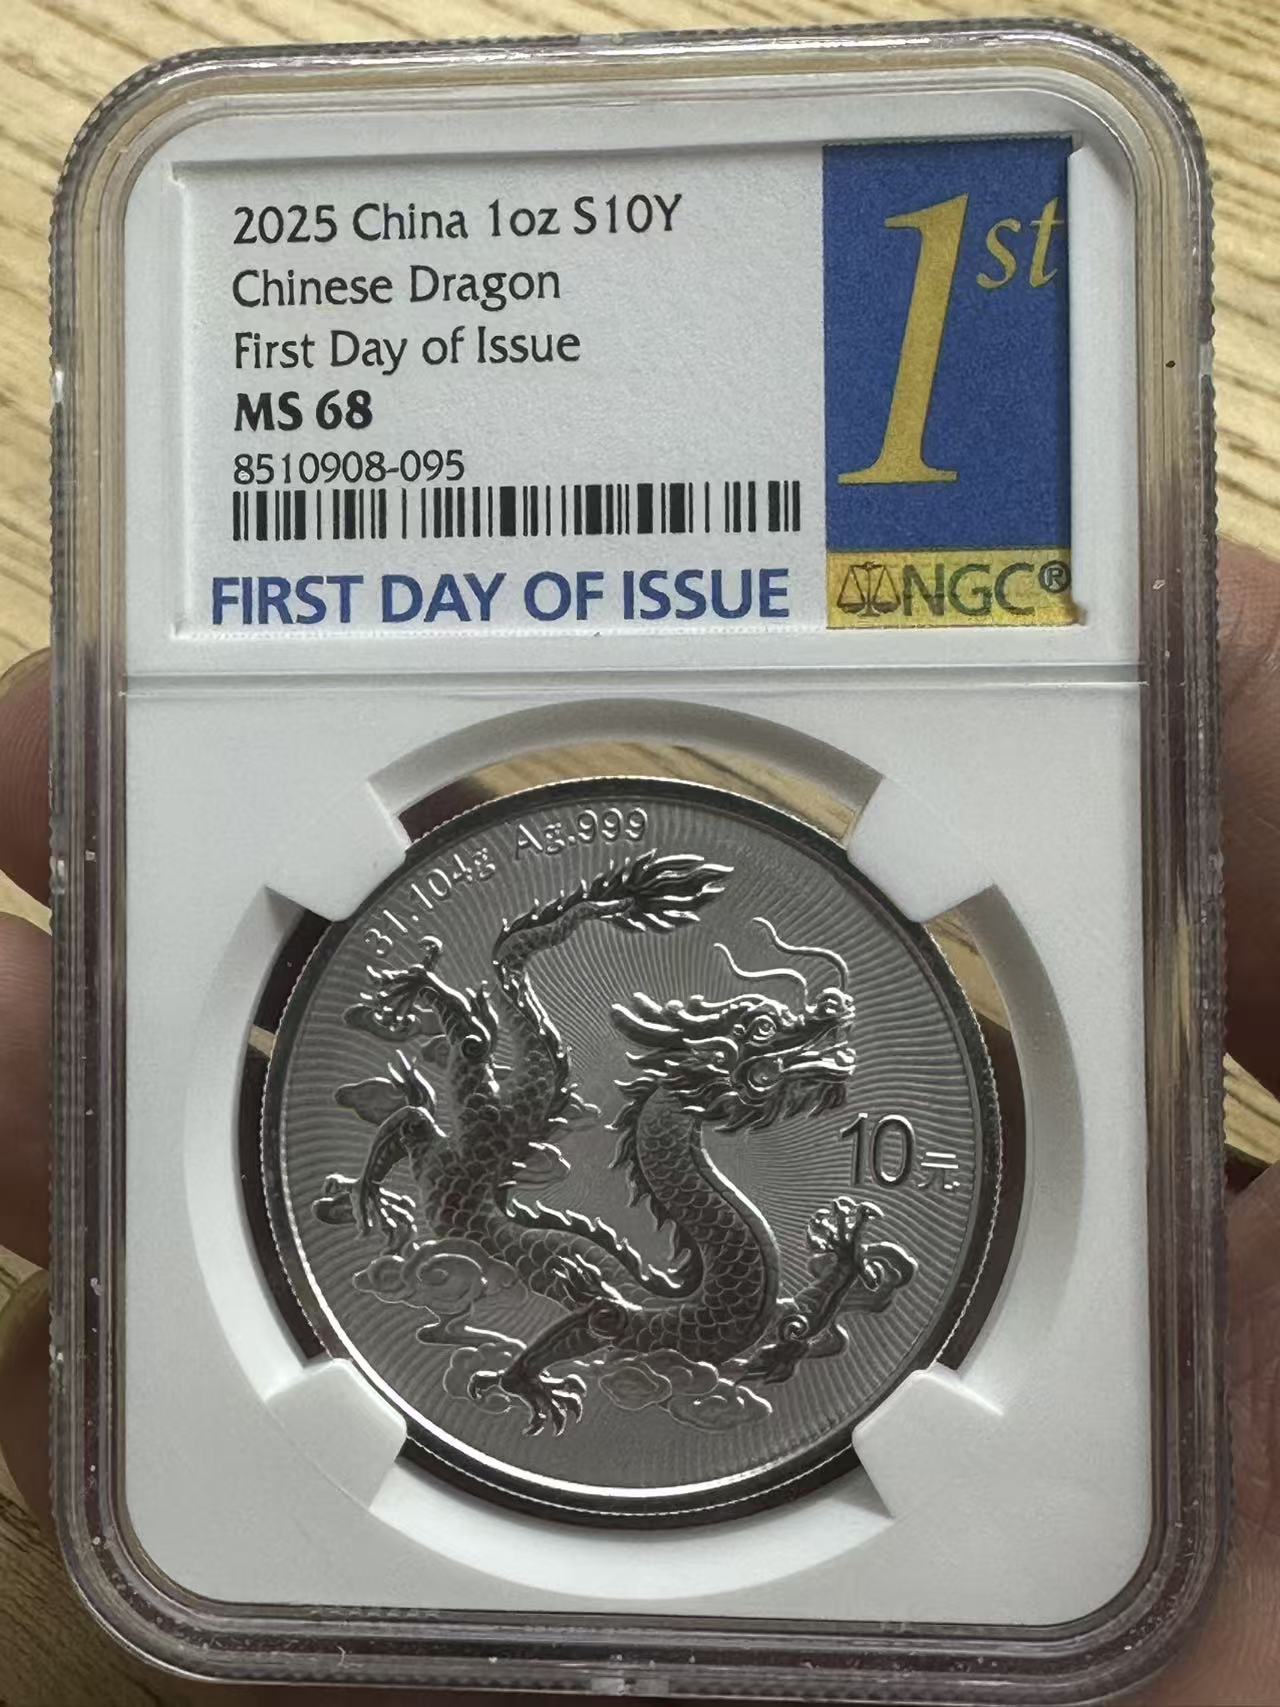 2025 China 1oz S10Y
Chinese Dragon
First Day of Issue
MS 68
8510908-095
FIRST DAY OF ISSUE
1st
NGC®
31.104g Ag.999
10元